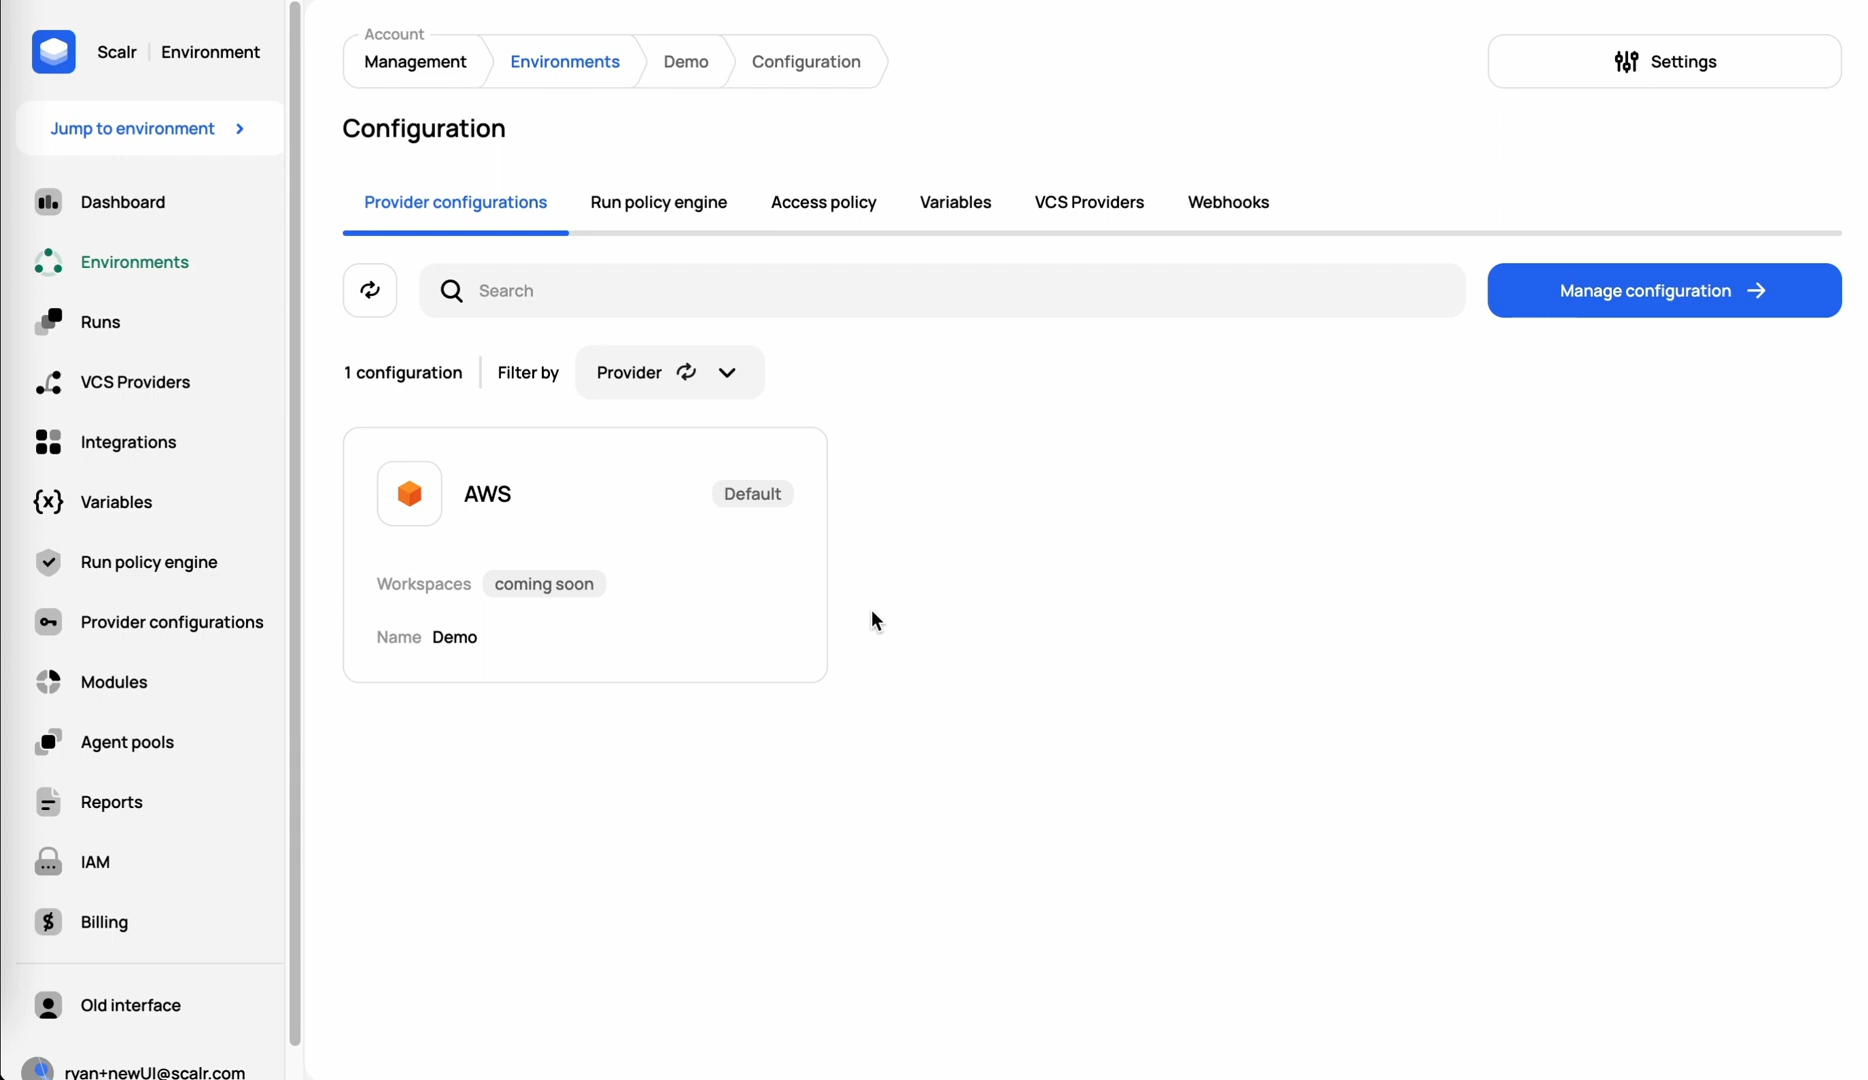 Scalr | Environment
Jump to environment
Dashboard
Environments
Runs
VCS Providers
Integrations
Variables
Run policy engine
Provider configurations
Modules
Agent pools
Reports
IAM
Billing
Old interface
ryan+newUI@scalr.com
Account
Management Environments Demo Configuration
Settings
Configuration
Provider configurations Run policy engine Access policy Variables VCS Providers Webhooks
Search
Manage configuration
1 configuration Filter by Provider
AWS Default
Workspaces coming soon
Name Demo